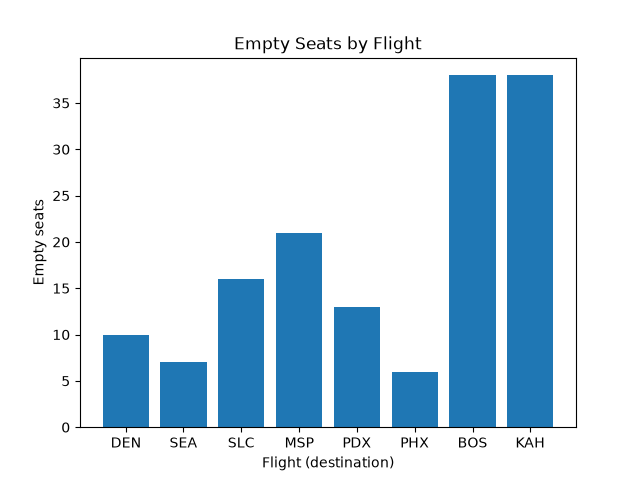 Empty Seats by Flight
Empty seats
35
30
25
20
15
10
5
0
DEN SEA SLC MSP PDX PHX BOS KAH
Flight (destination)